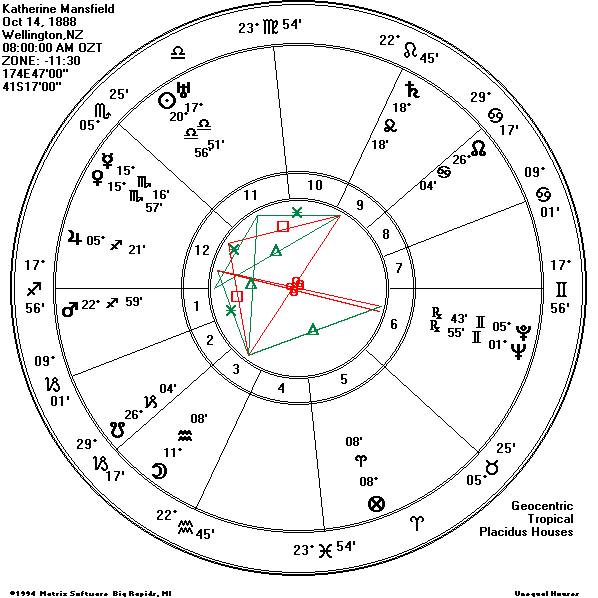 Katherine Mansfield
Oct 14, 1888
Wellington,NZ
08:00:00 AM OZT
ZONE: -11:30
174E47'00"
41S17'00"
23° ♍ 54'
22° ♌ 45'
29° ♋ 17'
09° ♋ 01'
17° ♊ 56'
05° ♉ 25'
♈
23° ♓ 54'
22° ♒ 45'
29° ♑ 17'
09° ♑ 01'
17° ♐ 56'
05° ♏ 25'
♎
☉ 20° ♎ 56'
♅ 17° ♎ 51'
♄ 18° ♌ 18'
☊ 26° ♋ 04'
☿ 15° ♏ 16'
♀ 15° ♏ 57'
♃ 05° ♐ 21'
♂ 22° ♐ 59'
☋ 26° ♑ 04'
☽ 11° ♒ 08'
⊗ 08° ♈ 08'
℞ 43' ♊ 05° ♇
℞ 55' ♊ 01° ♆
1
2
3
4
5
6
7
8
9
10
11
12
Geocentric
Tropical
Placidus Houses
©1994 Matrix Software Big Rapids, MI
Unequal Houses